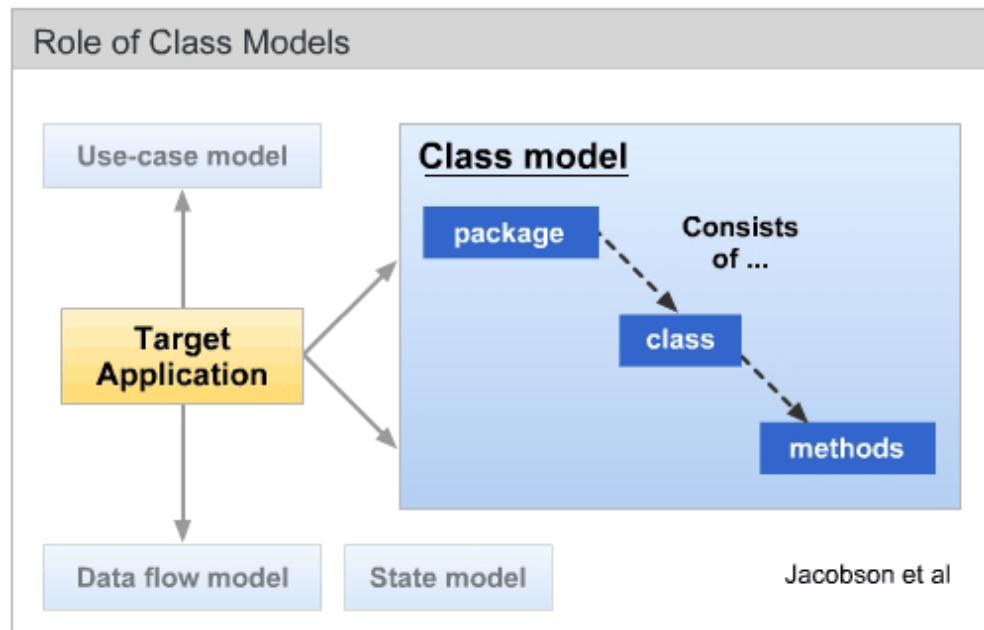 Role of Class Models
Use-case model
Class model
package
Consists
of ...
class
Target
Application
methods
Data flow model
State model
Jacobson et al